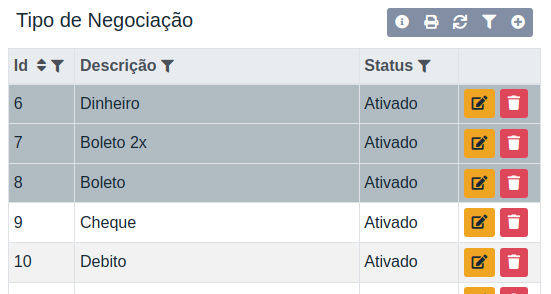 Tipo de Negociação
Id Descrição Status
6 Dinheiro Ativado
7 Boleto 2x Ativado
8 Boleto Ativado
9 Cheque Ativado
10 Debito Ativado